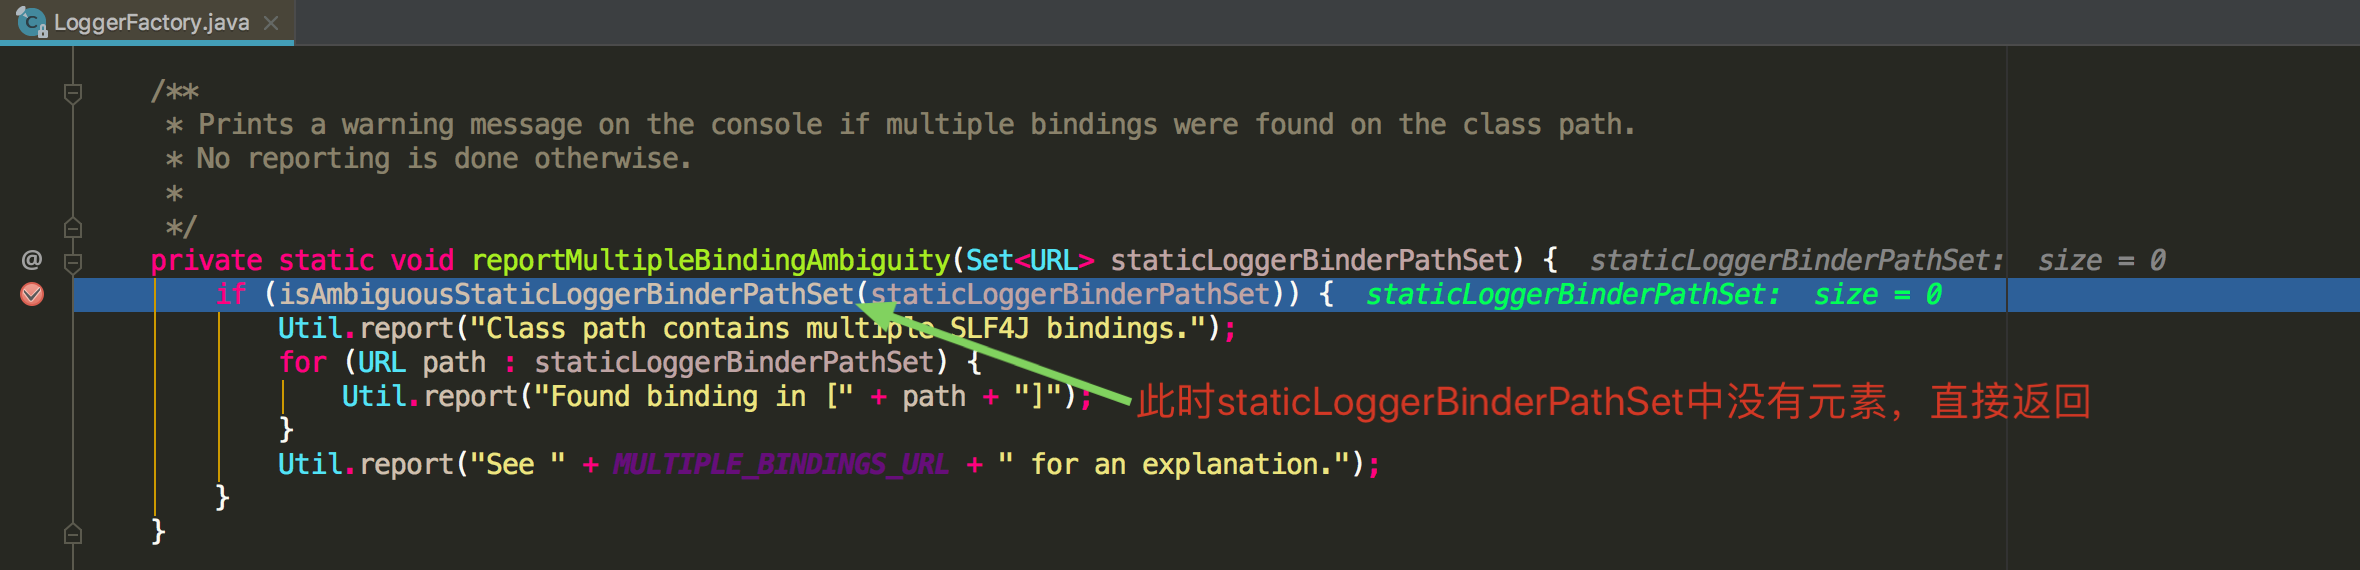 LoggerFactory.java
/**
* Prints a warning message on the console if multiple bindings were found on the class path.
* No reporting is done otherwise.
*
*/
@ private static void reportMultipleBindingAmbiguity(Set<URL> staticLoggerBinderPathSet) { staticLoggerBinderPathSet: size = 0
if (isAmbiguousStaticLoggerBinderPathSet(staticLoggerBinderPathSet)) { staticLoggerBinderPathSet: size = 0
Util.report("Class path contains multiple SLF4J bindings.");
for (URL path : staticLoggerBinderPathSet) {
Util.report("Found binding in [" + path + "]");
此时staticLoggerBinderPathSet中没有元素，直接返回
}
Util.report("See " + MULTIPLE_BINDINGS_URL + " for an explanation.");
}
}